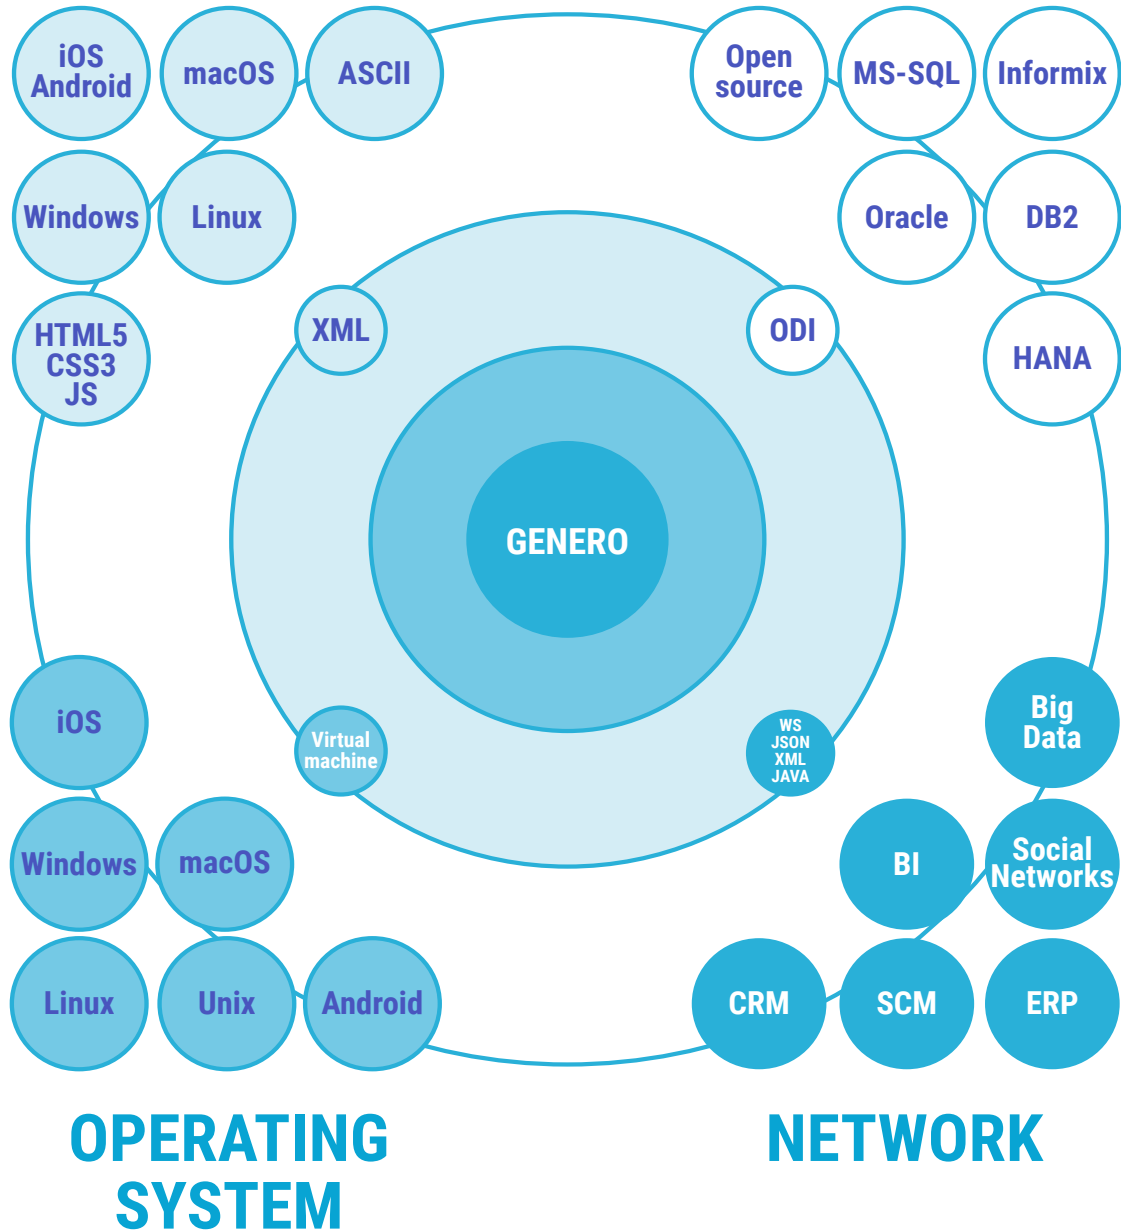 iOS
Android
macOS
ASCII
Open
source
MS-SQL
Informix
Windows
Linux
Oracle
DB2
HTML5
CSS3
JS
XML
ODI
HANA
GENERO
iOS
Virtual
machine
WS
JSON
XML
JAVA
Big
Data
Windows
macOS
BI
Social
Networks
Linux
Unix
Android
CRM
SCM
ERP
OPERATING
SYSTEM
NETWORK